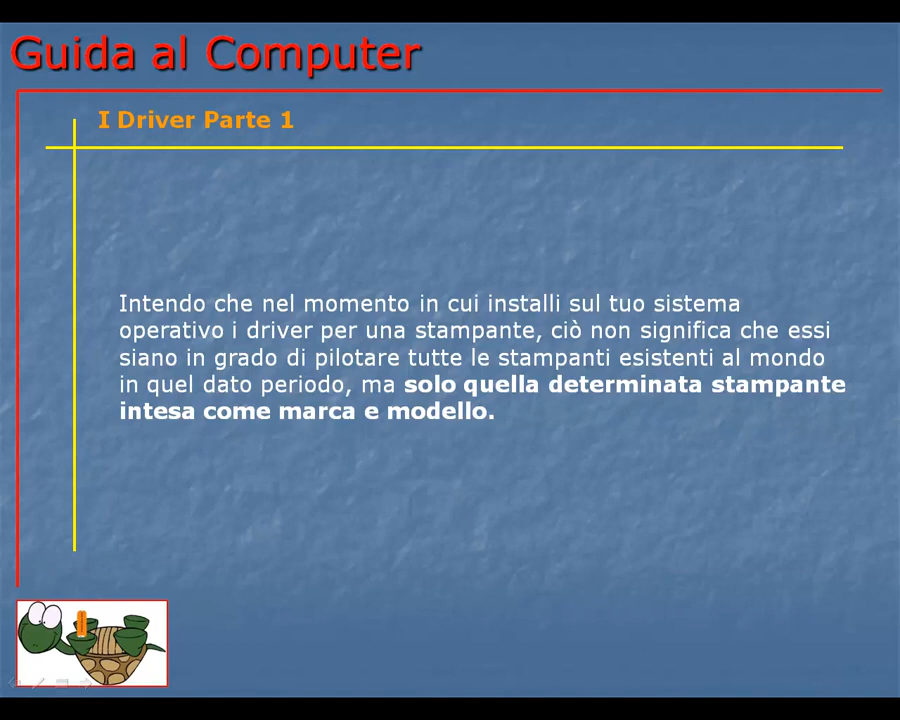 Guida al Computer
I Driver Parte 1
Intendo che nel momento in cui installi sul tuo sistema
operativo i driver per una stampante, ciò non significa che essi
siano in grado di pilotare tutte le stampanti esistenti al mondo
in quel dato periodo, ma solo quella determinata stampante
intesa come marca e modello.